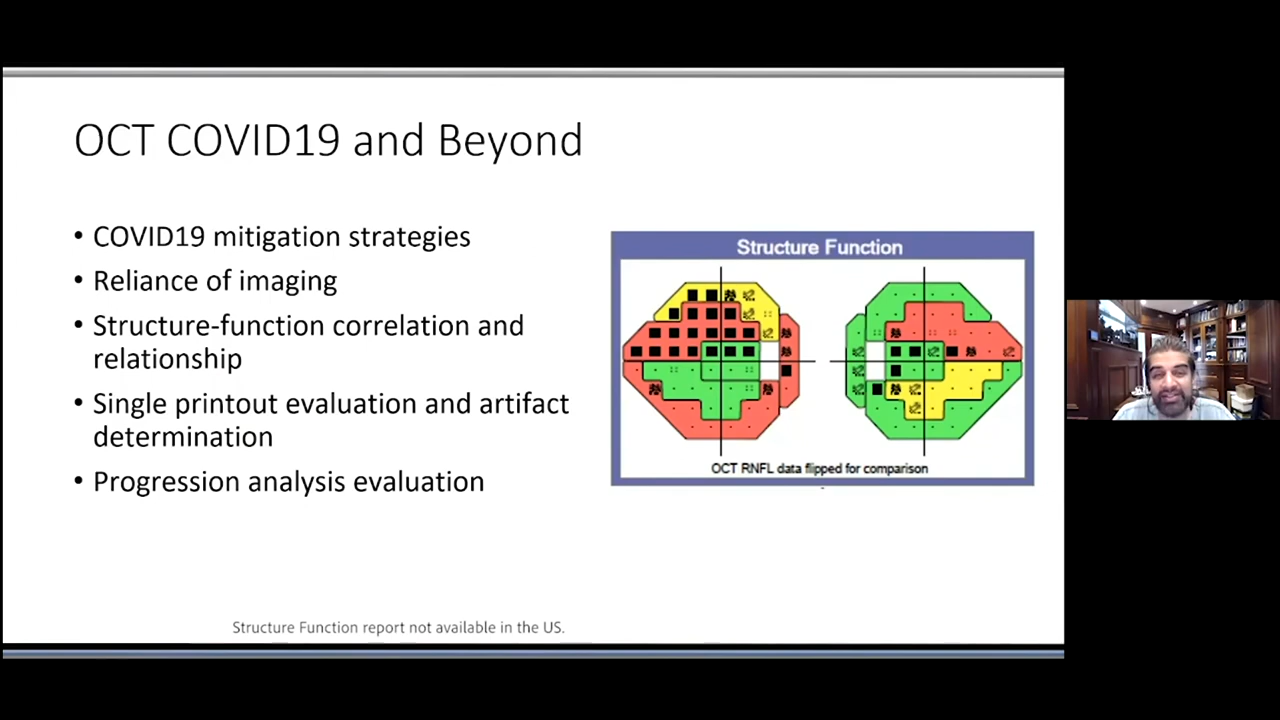 OCT COVID19 and Beyond
• COVID19 mitigation strategies
• Reliance of imaging
• Structure-function correlation and
relationship
• Single printout evaluation and artifact
determination
• Progression analysis evaluation
Structure Function
OCT RNFL data flipped for comparison
Structure Function report not available in the US.